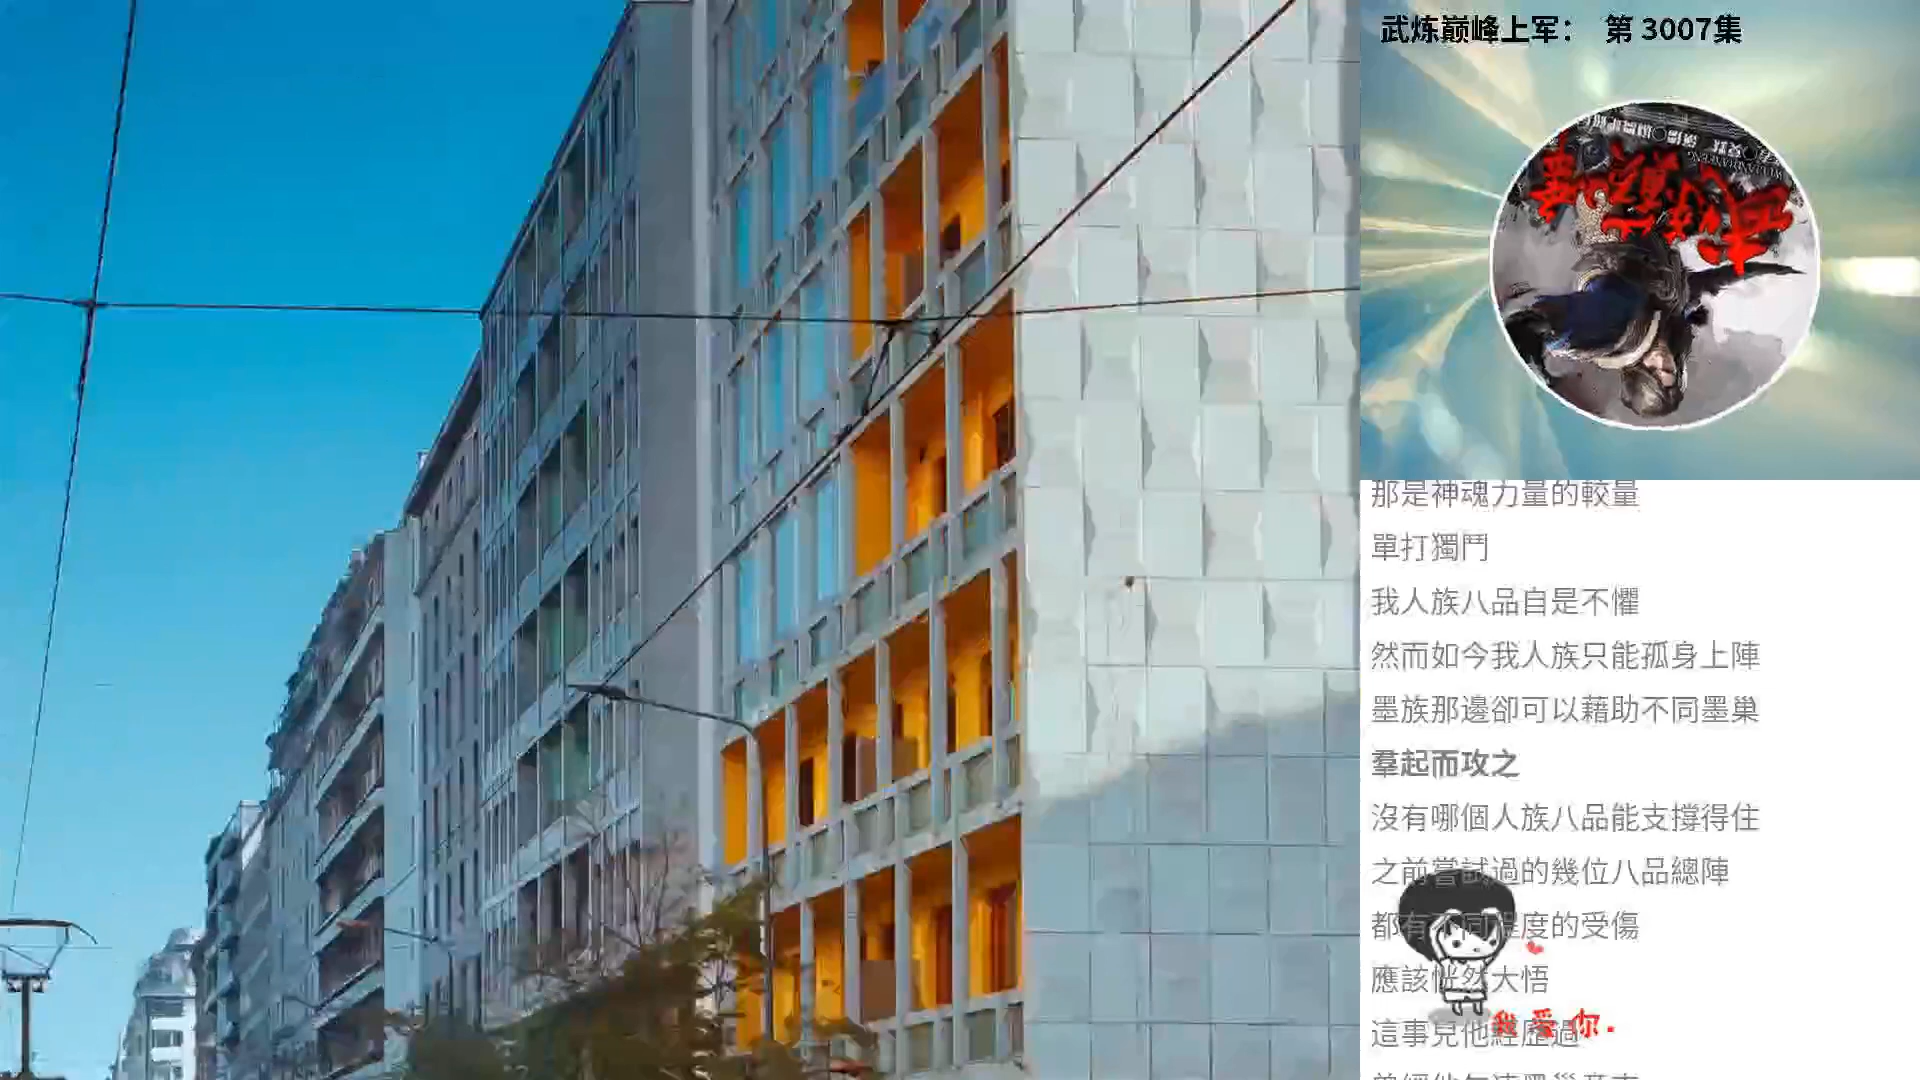 武炼巅峰上军： 第 3007集
那是神魂力量的較量
單打獨鬥
我人族八品自是不懼
然而如今我人族只能孤身上陣
墨族那邊卻可以藉助不同墨巢
羣起而攻之
沒有哪個人族八品能支撐得住
之前嘗試過的幾位八品總陣
都有不同程度的受傷
應該恍然大悟
這事兒他經歷過
我爱你.